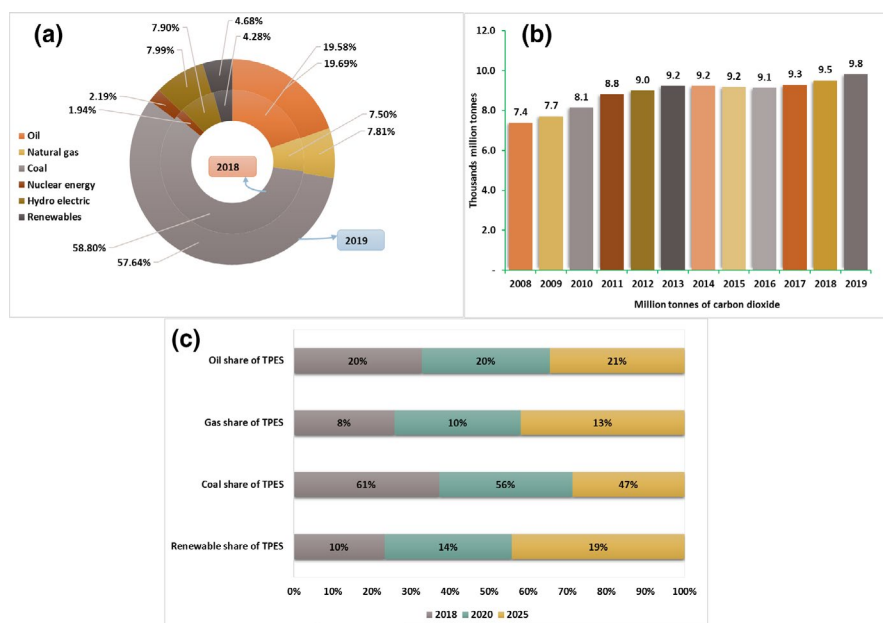 (a)
7.90%
4.68%
7.99%
4.28%
19.58%
19.69%
2.19%
1.94%
7.50%
7.81%
Oil
Natural gas
Coal
Nuclear energy
Hydro electric
Renewables
2018
2019
58.80%
57.64%
(b)
Thousands million tonnes
12.0
10.0
8.0
6.0
4.0
2.0
-
7.4
7.7
8.1
8.8
9.0
9.2
9.2
9.2
9.1
9.3
9.5
9.8
2008 2009 2010 2011 2012 2013 2014 2015 2016 2017 2018 2019
Million tonnes of carbon dioxide
(c)
Oil share of TPES 20% 20% 21%
Gas share of TPES 8% 10% 13%
Coal share of TPES 61% 56% 47%
Renewable share of TPES 10% 14% 19%
0% 10% 20% 30% 40% 50% 60% 70% 80% 90% 100%
2018 2020 2025